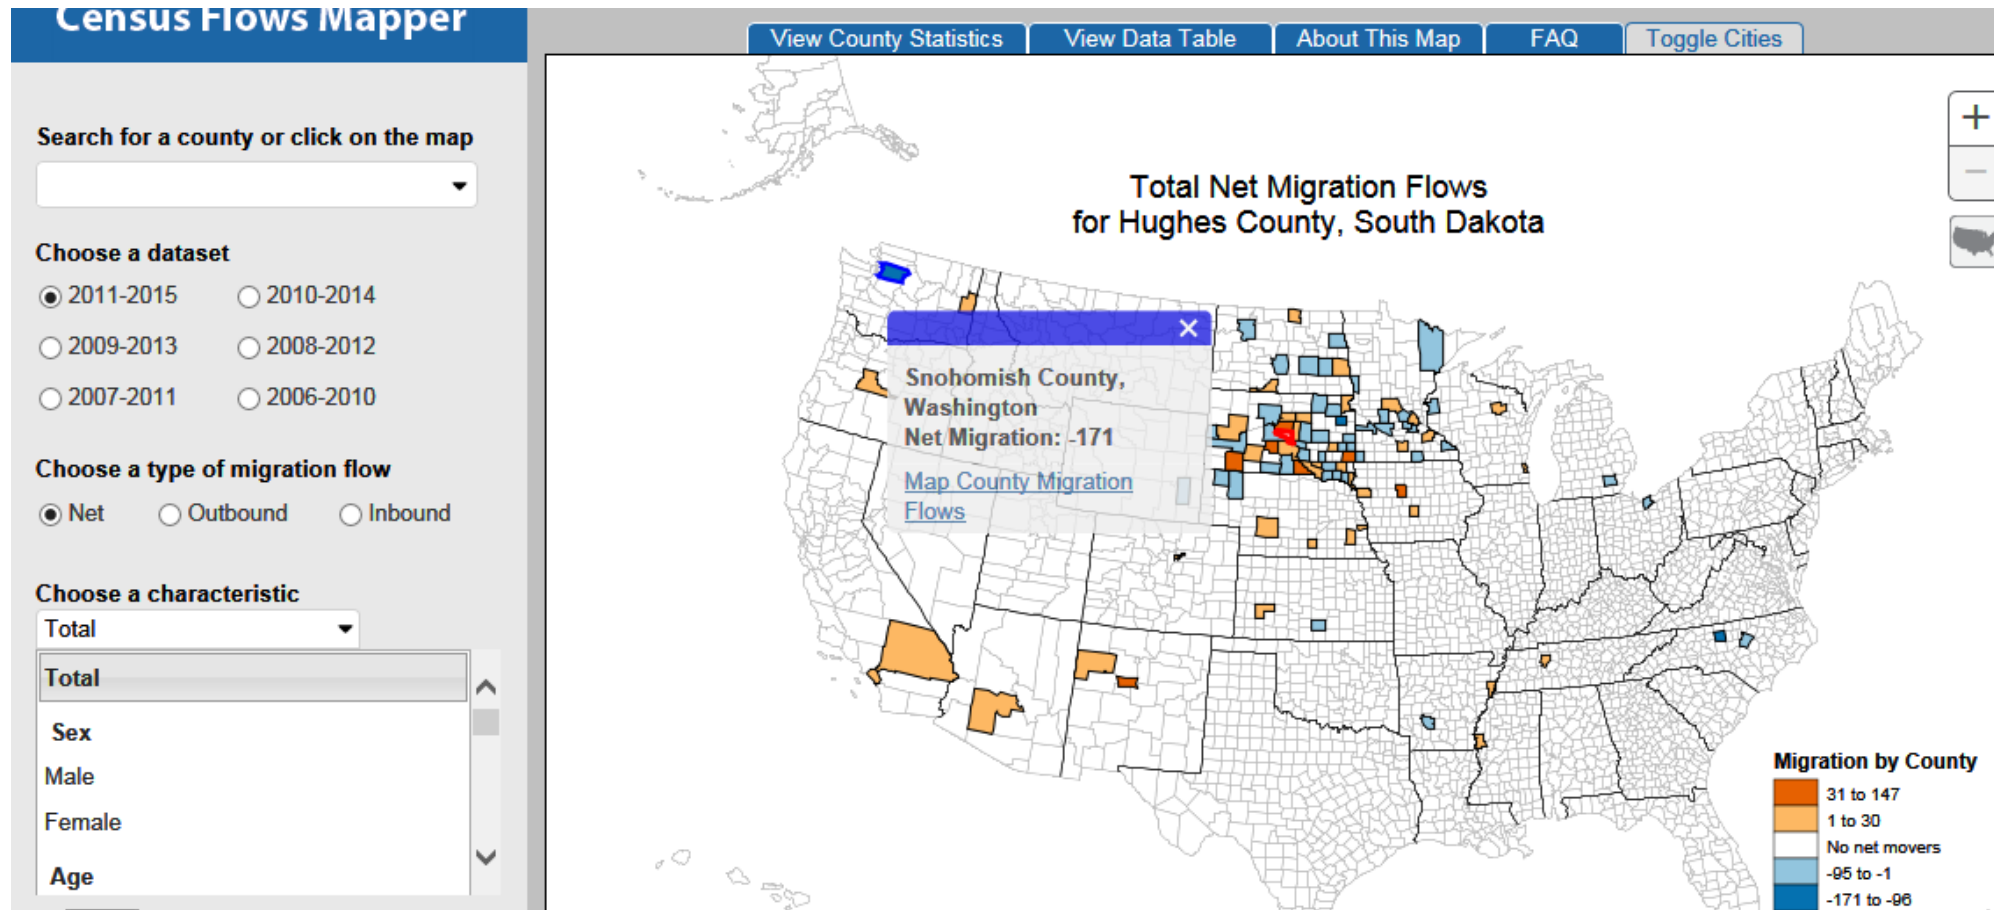 Census Flows Mapper
View County Statistics
View Data Table
About This Map
FAQ
Toggle Cities
Search for a county or click on the map
Choose a dataset
2011-2015
2010-2014
2009-2013
2008-2012
2007-2011
2006-2010
Choose a type of migration flow
Net
Outbound
Inbound
Choose a characteristic
Total
Total
Sex
Male
Female
Age
Total Net Migration Flows
for Hughes County, South Dakota
+
−
×
Snohomish County,
Washington
Net Migration: -171
Map County Migration
Flows
Migration by County
31 to 147
1 to 30
No net movers
-95 to -1
-171 to -96